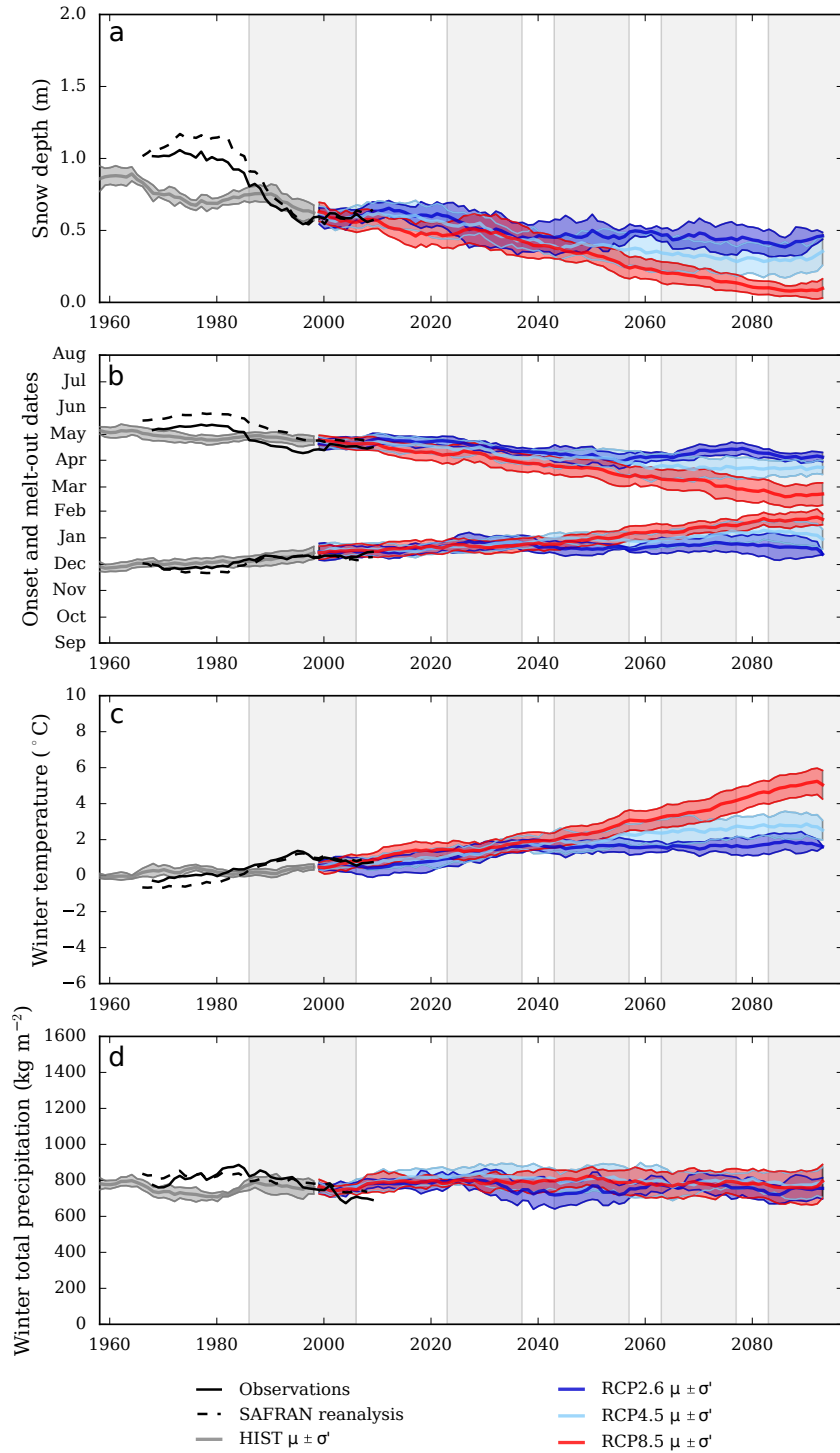 a
Snow depth (m)
2.0
1.5
1.0
0.5
0.0
1960 1980 2000 2020 2040 2060 2080
b
Onset and melt-out dates
Aug
Jul
Jun
May
Apr
Mar
Feb
Jan
Dec
Nov
Oct
Sep
1960 1980 2000 2020 2040 2060 2080
c
Winter temperature (°C)
10
8
6
4
2
0
−2
−4
−6
1960 1980 2000 2020 2040 2060 2080
d
Winter total precipitation (kg m⁻²)
1600
1400
1200
1000
800
600
400
200
0
1960 1980 2000 2020 2040 2060 2080
Observations
SAFRAN reanalysis
HIST μ ± σ'
RCP2.6 μ ± σ'
RCP4.5 μ ± σ'
RCP8.5 μ ± σ'